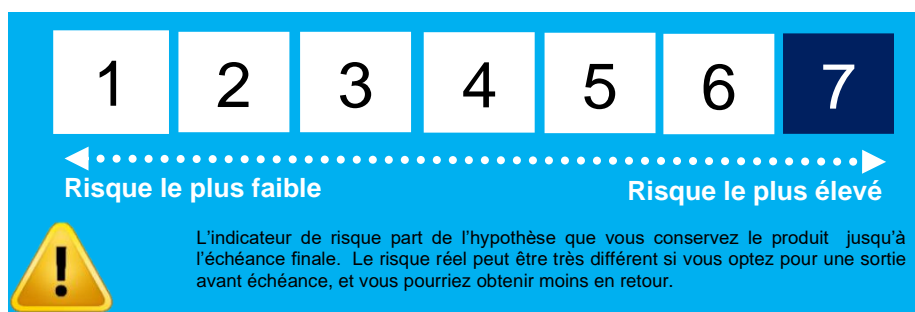 1 2 3 4 5 6 7
Risque le plus faible Risque le plus élevé
L'indicateur de risque part de l'hypothèse que vous conservez le produit jusqu'à
l'échéance finale. Le risque réel peut être très différent si vous optez pour une sortie
avant échéance, et vous pourriez obtenir moins en retour.